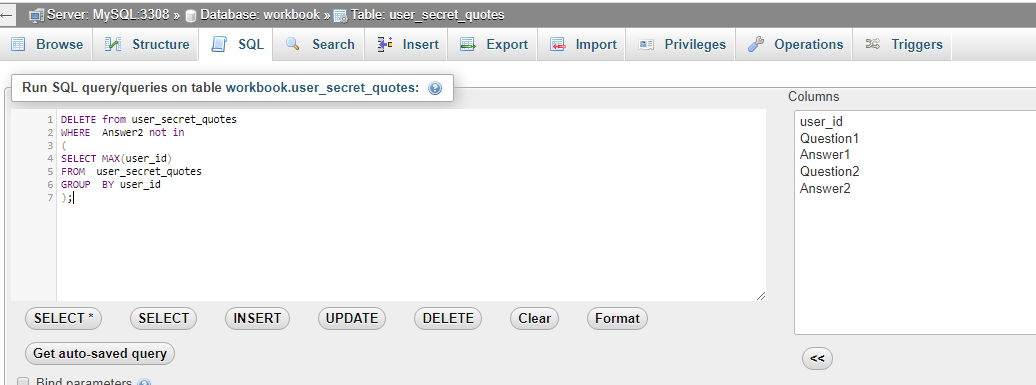 Server: MySQL:3308 » Database: workbook » Table: user_secret_quotes
Browse Structure SQL Search Insert Export Import Privileges Operations Triggers
Run SQL query/queries on table workbook.user_secret_quotes:
Columns
1 DELETE from user_secret_quotes
2 WHERE  Answer2 not in
3 (
4 SELECT MAX(user_id)
5 FROM  user_secret_quotes
6 GROUP  BY user_id
7 );
user_id
Question1
Answer1
Question2
Answer2
SELECT * SELECT INSERT UPDATE DELETE Clear Format
Get auto-saved query
<<
Bind parameters